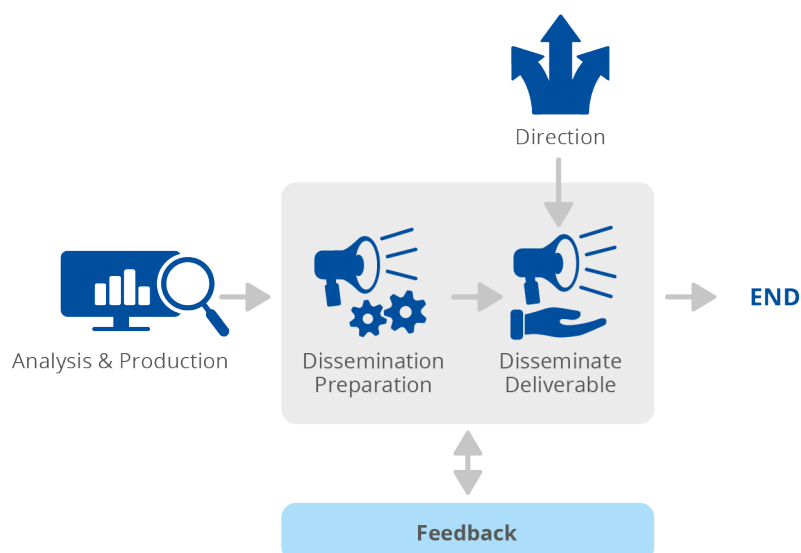 Direction
END
Analysis & Production
Dissemination
Preparation
Disseminate
Deliverable
Feedback